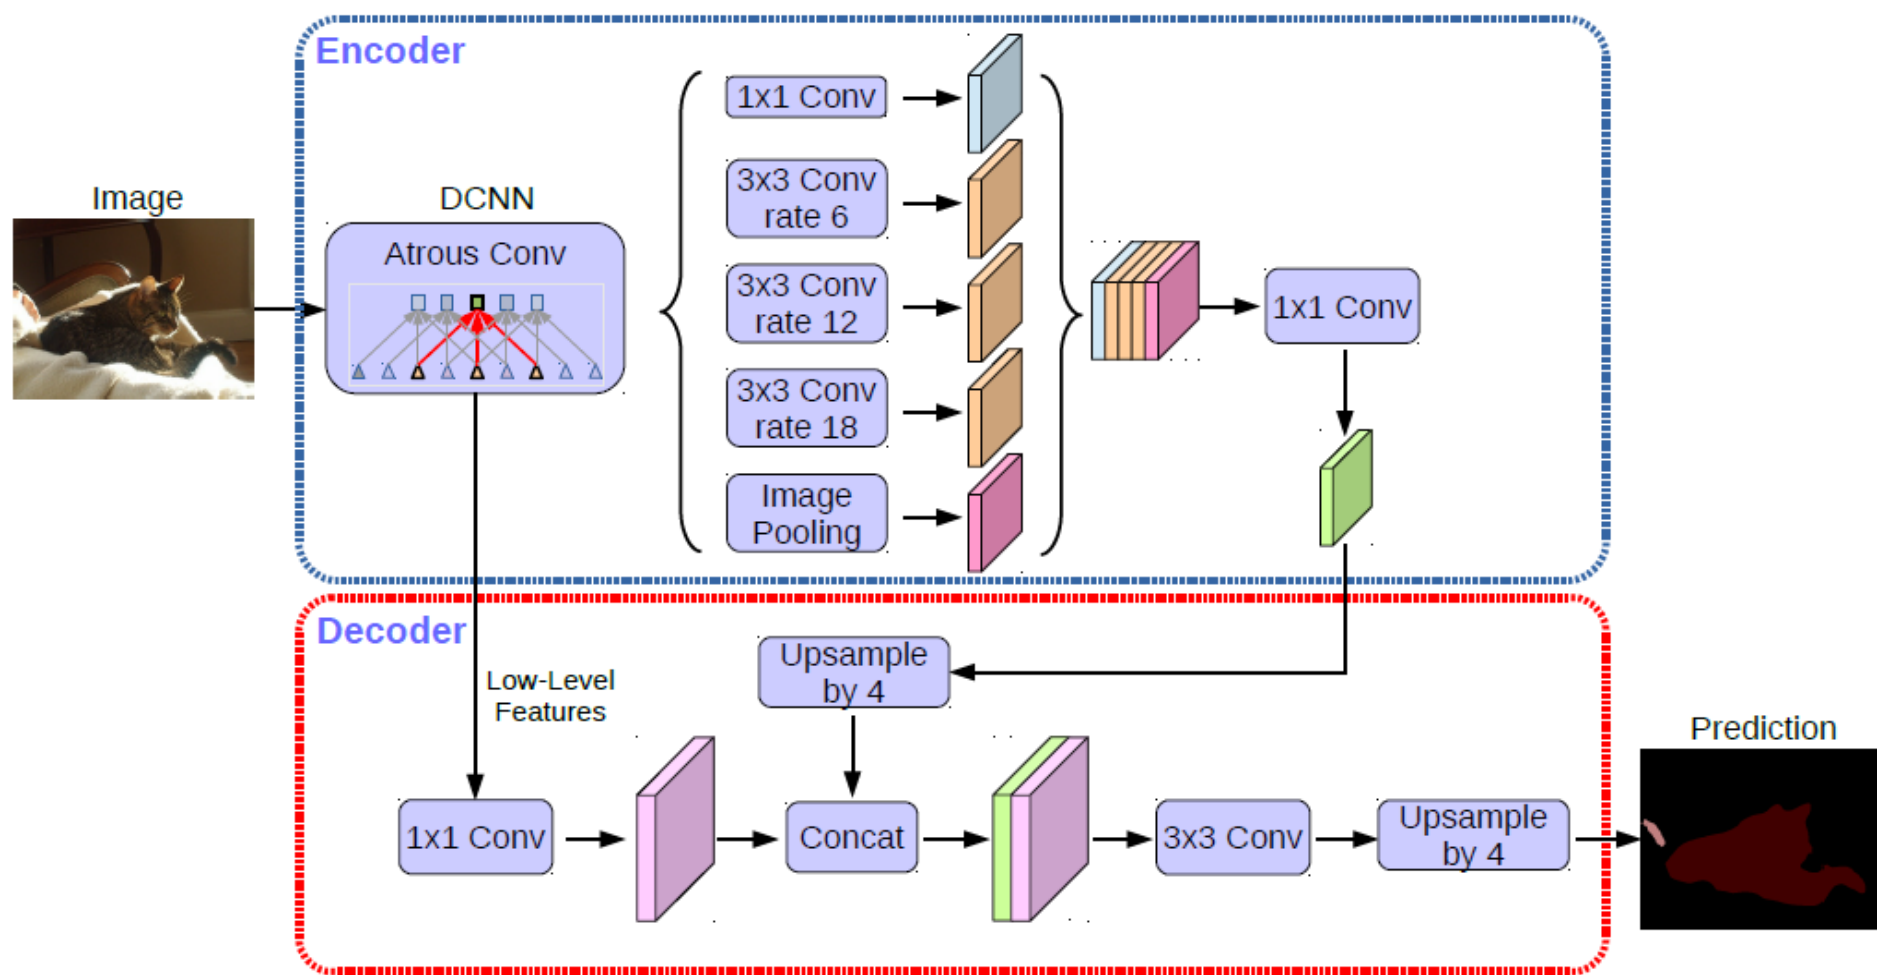 Encoder
Image
DCNN
Atrous Conv
1x1 Conv
3x3 Conv
rate 6
3x3 Conv
rate 12
3x3 Conv
rate 18
Image
Pooling
1x1 Conv
Decoder
Low-Level
Features
Upsample
by 4
1x1 Conv
Concat
3x3 Conv
Upsample
by 4
Prediction